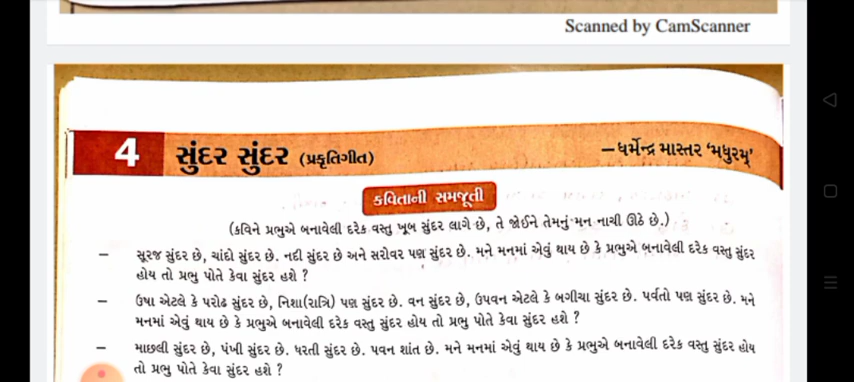 Scanned by CamScanner
4 સુંદર સુંદર (પ્રકૃતિગીત) – ધર્મેન્દ્ર માસ્તર ‘મધુરમ્’
કવિતાની સમજૂતી
(કવિને પ્રભુએ બનાવેલી દરેક વસ્તુ ખૂબ સુંદર લાગે છે, તે જોઈને તેમનું મન નાચી ઊઠે છે.)
– સૂરજ સુંદર છે, ચાંદો સુંદર છે. નદી સુંદર છે અને સરોવર પણ સુંદર છે. મને મનમાં એવું થાય છે કે પ્રભુએ બનાવેલી દરેક વસ્તુ સુંદર
હોય તો પ્રભુ પોતે કેવા સુંદર હશે ?
– ઉષા એટલે કે પરોઢ સુંદર છે, નિશા(રાત્રિ) પણ સુંદર છે. વન સુંદર છે, ઉપવન એટલે કે બગીચા સુંદર છે. પર્વતો પણ સુંદર છે. મને
મનમાં એવું થાય છે કે પ્રભુએ બનાવેલી દરેક વસ્તુ સુંદર હોય તો પ્રભુ પોતે કેવા સુંદર હશે ?
– માછલી સુંદર છે, પંખી સુંદર છે. ધરતી સુંદર છે. પવન શાંત છે. મને મનમાં એવું થાય છે કે પ્રભુએ બનાવેલી દરેક વસ્તુ સુંદર હોય
તો પ્રભુ પોતે કેવા સુંદર હશે ?